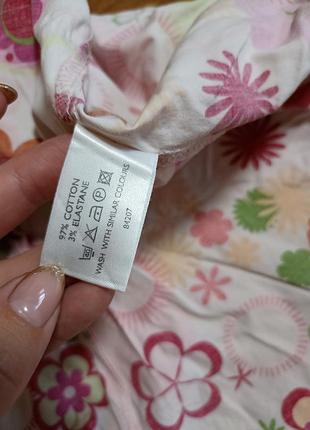 97% COTTON
3% ELASTANE
P
WASH WITH SIMILAR COLOURS
84207